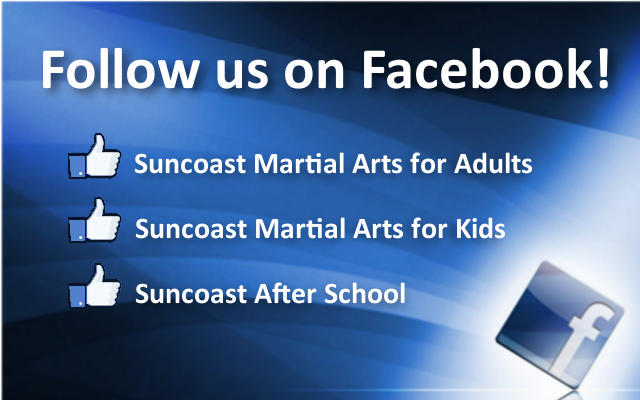 Follow us on Facebook!
Suncoast Martial Arts for Adults
Suncoast Martial Arts for Kids
Suncoast After School
f